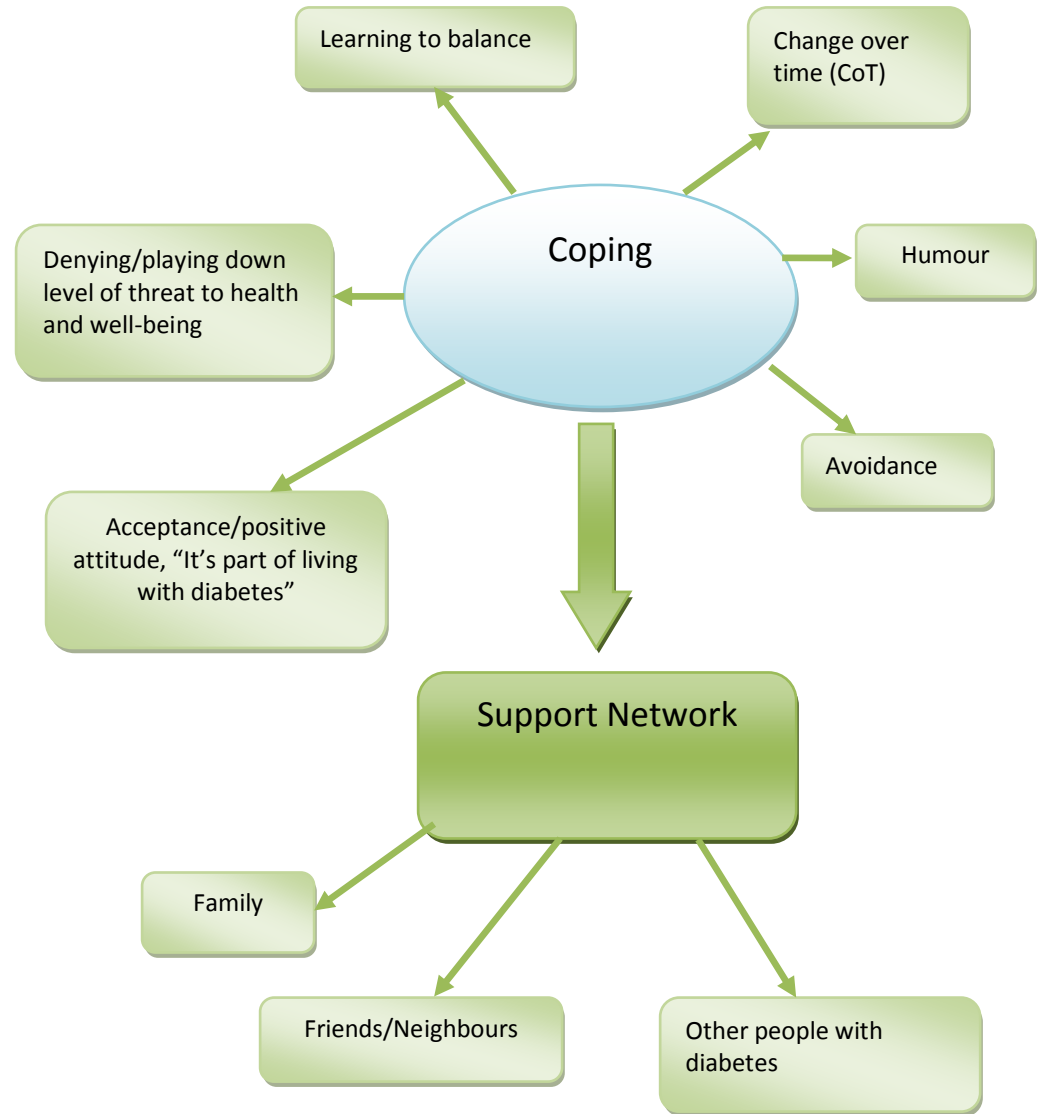 Learning to balance
Change over
time (CoT)
Coping
Humour
Denying/playing down
level of threat to health
and well-being
Avoidance
Acceptance/positive
attitude, “It’s part of living
with diabetes”
Support Network
Family
Friends/Neighbours
Other people with
diabetes